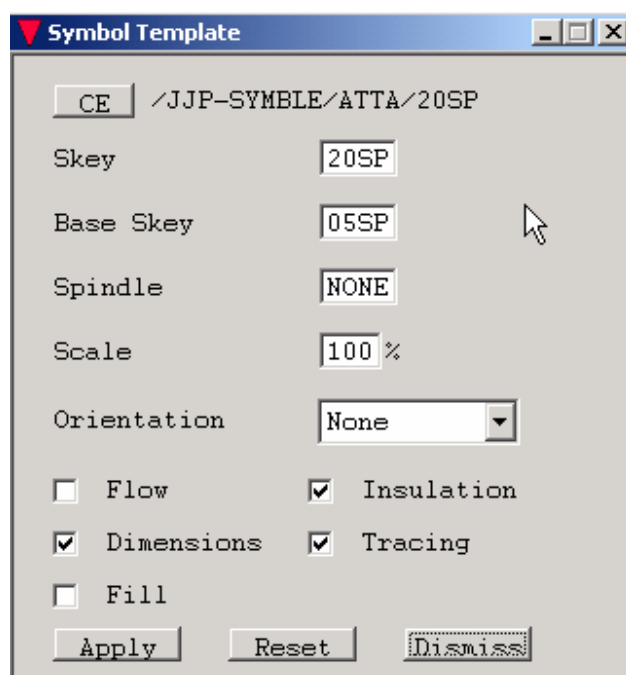 Symbol Template
CE /JJP-SYMBLE/ATTA/20SP
Skey 20SP
Base Skey 05SP
Spindle NONE
Scale 100 %
Orientation None
Flow Insulation
Dimensions Tracing
Fill
Apply Reset Dismiss